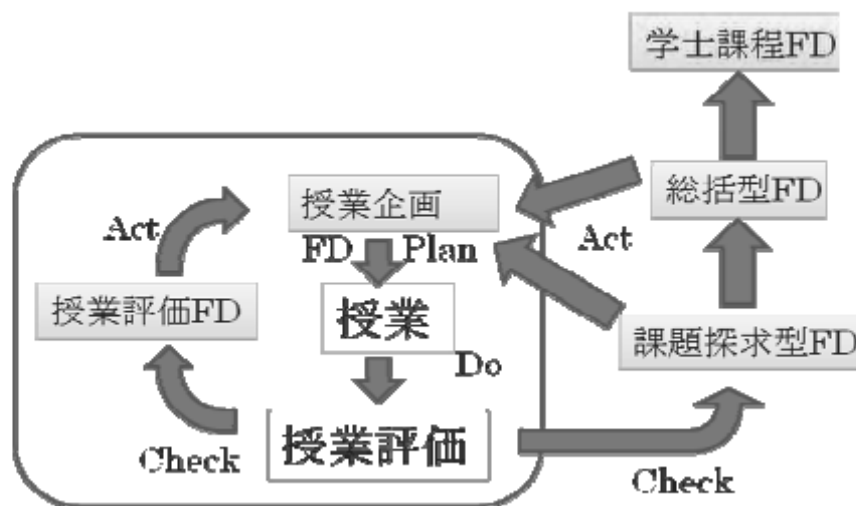 学士課程FD
総括型FD
授業企画
Act
FD
Plan
Act
授業評価FD
授業
課題探求型FD
Do
授業評価
Check
Check